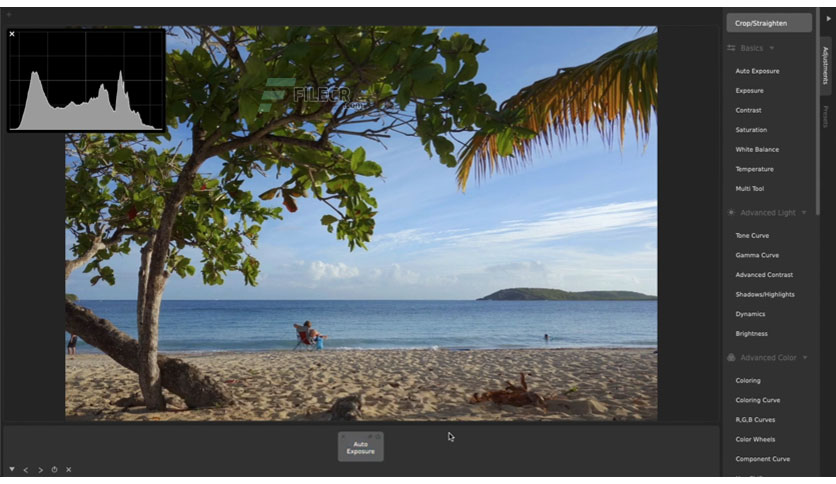 Crop/Straighten
Basics
Auto Exposure
Exposure
Contrast
Saturation
White Balance
Temperature
Multi Tool
Advanced Light
Tone Curve
Gamma Curve
Advanced Contrast
Shadows/Highlights
Dynamics
Brightness
Advanced Color
Coloring
Coloring Curve
R,G,B Curves
Color Wheels
Component Curve
Adjustments
Presets
FILECR
Auto
Exposure